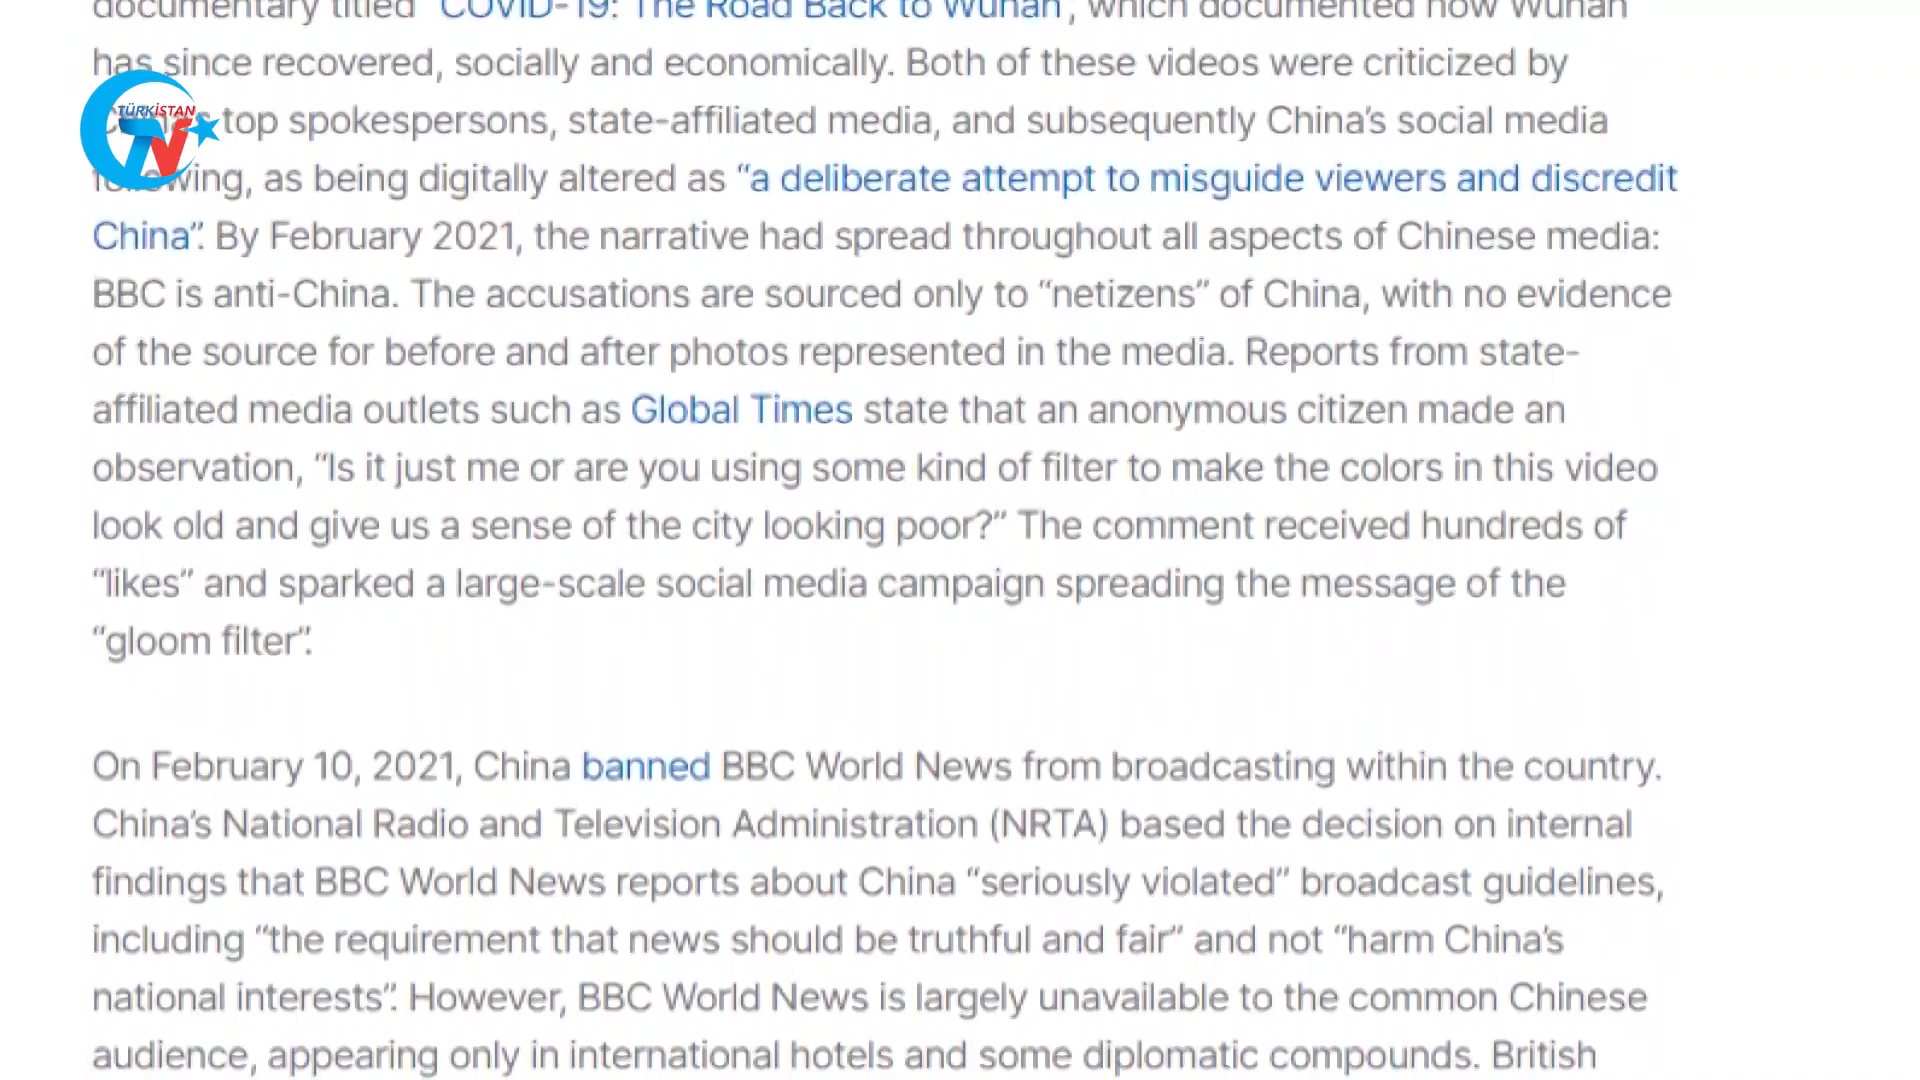 documentary titled “COVID-19: The Road Back to Wuhan”, which documented how Wuhan
has since recovered, socially and economically. Both of these videos were criticized by
top spokespersons, state-affiliated media, and subsequently China’s social media
following, as being digitally altered as “a deliberate attempt to misguide viewers and discredit
China”. By February 2021, the narrative had spread throughout all aspects of Chinese media:
BBC is anti-China. The accusations are sourced only to “netizens” of China, with no evidence
of the source for before and after photos represented in the media. Reports from state-
affiliated media outlets such as Global Times state that an anonymous citizen made an
observation, “Is it just me or are you using some kind of filter to make the colors in this video
look old and give us a sense of the city looking poor?” The comment received hundreds of
“likes” and sparked a large-scale social media campaign spreading the message of the
“gloom filter”.
On February 10, 2021, China banned BBC World News from broadcasting within the country.
China’s National Radio and Television Administration (NRTA) based the decision on internal
findings that BBC World News reports about China “seriously violated” broadcast guidelines,
including “the requirement that news should be truthful and fair” and not “harm China’s
national interests”. However, BBC World News is largely unavailable to the common Chinese
audience, appearing only in international hotels and some diplomatic compounds. British
TÜRKİSTAN
TV